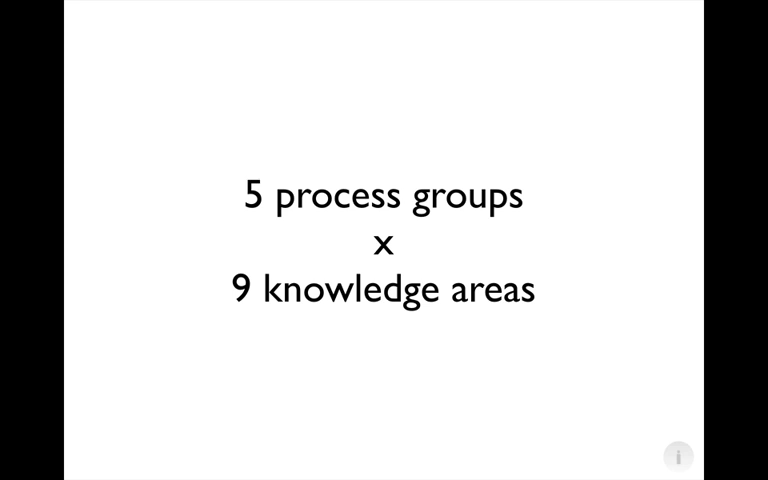 5 process groups
x
9 knowledge areas
i